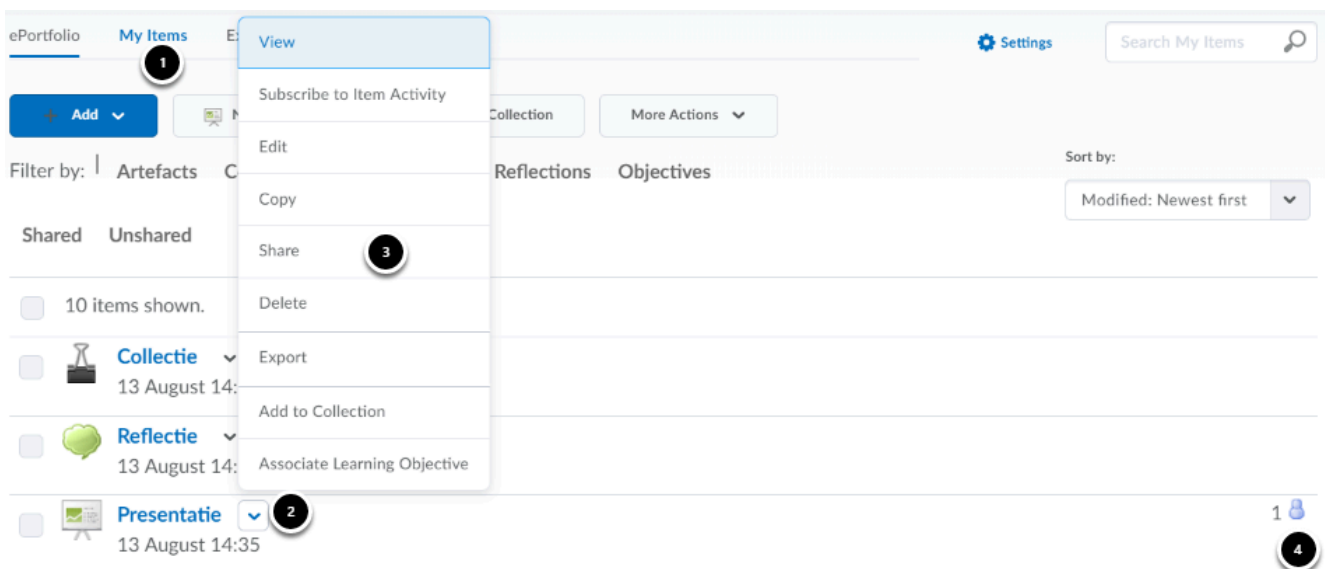 ePortfolio My Items Settings Search My Items
1
Add Collection More Actions
Filter by: Artefacts Reflections Objectives
Sort by:
Modified: Newest first
Shared Unshared
View
Subscribe to Item Activity
Edit
Copy
Share 3
Delete
Export
Add to Collection
Associate Learning Objective
10 items shown.
Collectie
13 August 14:
Reflectie
13 August 14:
Presentatie 2
13 August 14:35
1
4